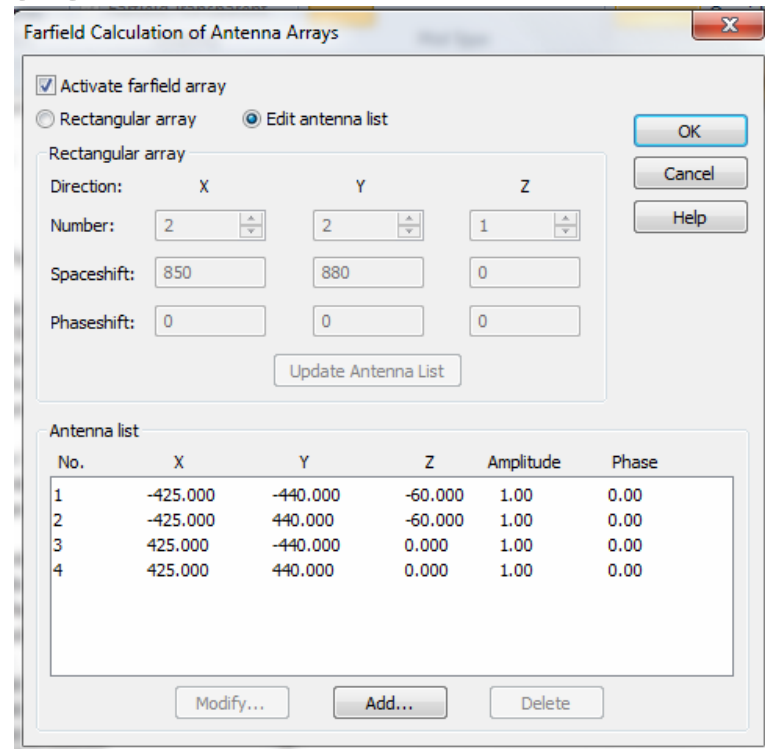 Farfield Calculation of Antenna Arrays
Activate farfield array
Rectangular array Edit antenna list
OK
Rectangular array
Cancel
Direction: X Y Z
Help
Number: 2 2 1
Spaceshift: 850 880 0
Phaseshift: 0 0 0
Update Antenna List
Antenna list
No. X Y Z Amplitude Phase
1 -425.000 -440.000 -60.000 1.00 0.00
2 -425.000 440.000 -60.000 1.00 0.00
3 425.000 -440.000 0.000 1.00 0.00
4 425.000 440.000 0.000 1.00 0.00
Modify... Add... Delete